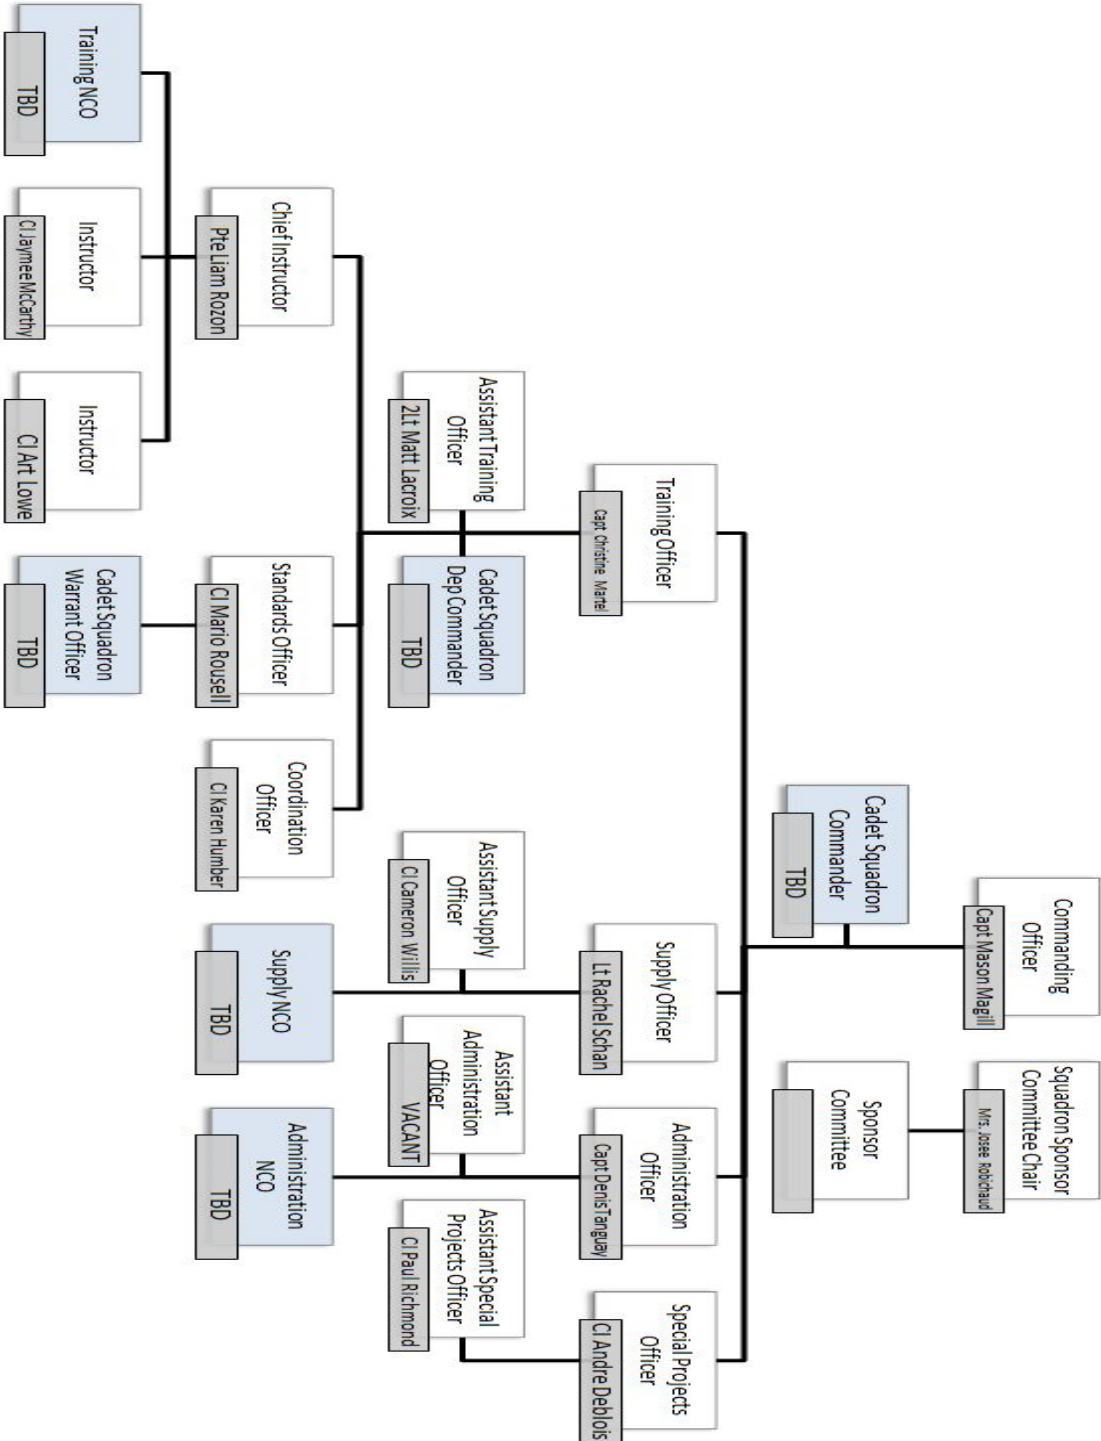 Commanding
Officer
Capt Mason Magill
Squadron Sponsor
Committee Chair
Mrs. Josee Robichaud
Cadet Squadron
Commander
TBD
Sponsor
Committee
Training Officer
Capt Christine Martel
Supply Officer
Lt Rachel Schan
Administration
Officer
Capt Denis Tanguay
Special Projects
Officer
CI Andre Deblois
Assistant Training
Officer
2Lt Matt Lacroix
Cadet Squadron
Dep Commander
TBD
Assistant Supply
Officer
CI Cameron Willis
Assistant
Administration
Officer
VACANT
Assistant Special
Projects Officer
CI Paul Richmond
Chief Instructor
Pte Liam Rozon
Standards Officer
CI Mario Rousell
Coordination
Officer
CI Karen Humber
Supply NCO
TBD
Administration
NCO
TBD
Training NCO
TBD
Instructor
CI Jaymee McCarthy
Instructor
CI Art Lowe
Cadet Squadron
Warrant Officer
TBD